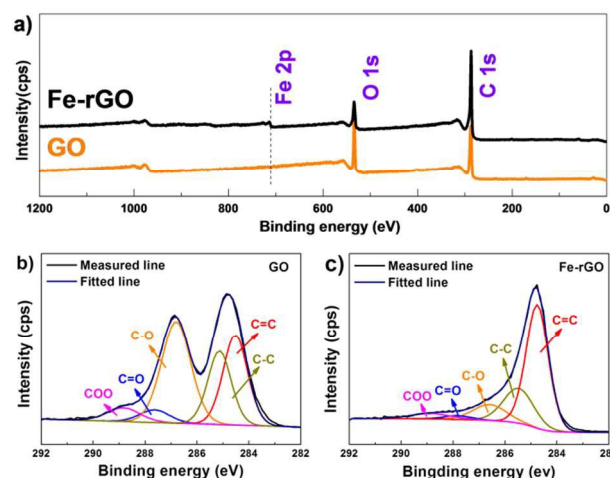 a)
Intensity(cps)
Fe-rGO
GO
Fe 2p
O 1s
C 1s
1200 1000 800 600 400 200 0
Binding energy (eV)
b)
Measured line
Fitted line
GO
C-O
C=C
C=O
C-C
COO
Intensity (cps)
292 290 288 286 284 282
Binding energy (eV)
c)
Measured line
Fitted line
Fe-rGO
C=C
C-C
C-O
C=O
COO
Intensity (cps)
292 290 288 286 284 28
Bingding energy (ev)